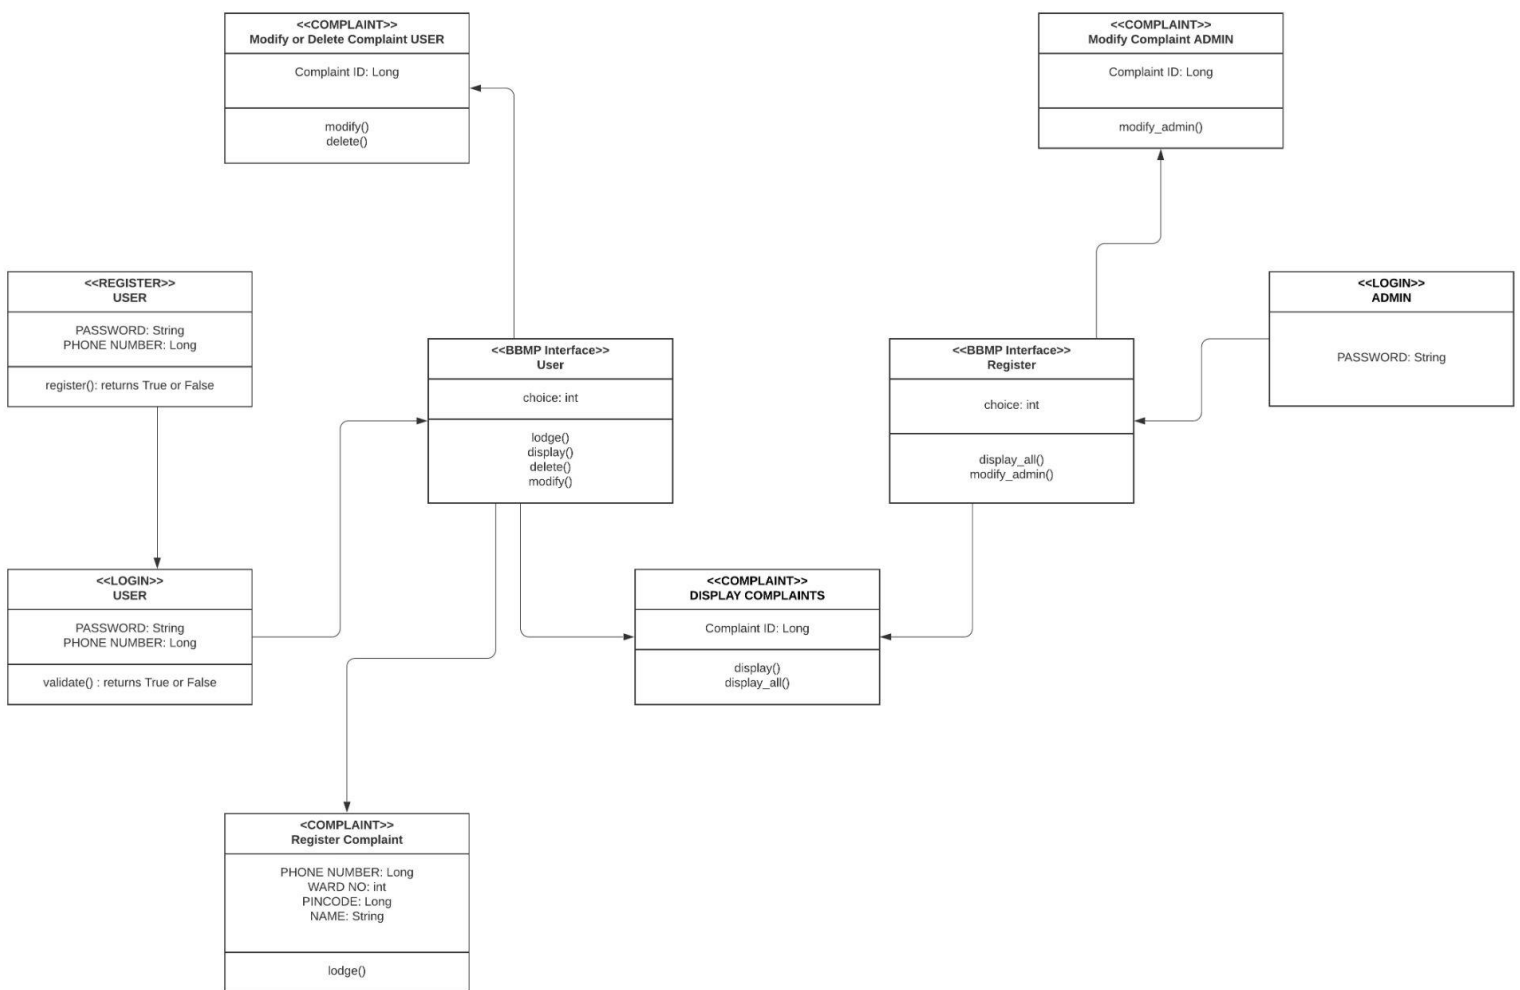 <<COMPLAINT>>
Modify or Delete Complaint USER
Complaint ID: Long
modify()
delete()
<<COMPLAINT>>
Modify Complaint ADMIN
Complaint ID: Long
modify_admin()
<<REGISTER>>
USER
PASSWORD: String
PHONE NUMBER: Long
register(): returns True or False
<<BBMP Interface>>
User
choice: int
lodge()
display()
delete()
modify()
<<BBMP Interface>>
Register
choice: int
display_all()
modify_admin()
<<LOGIN>>
ADMIN
PASSWORD: String
<<LOGIN>>
USER
PASSWORD: String
PHONE NUMBER: Long
validate() : returns True or False
<<COMPLAINT>>
DISPLAY COMPLAINTS
Complaint ID: Long
display()
display_all()
<COMPLAINT>>
Register Complaint
PHONE NUMBER: Long
WARD NO: int
PINCODE: Long
NAME: String
lodge()